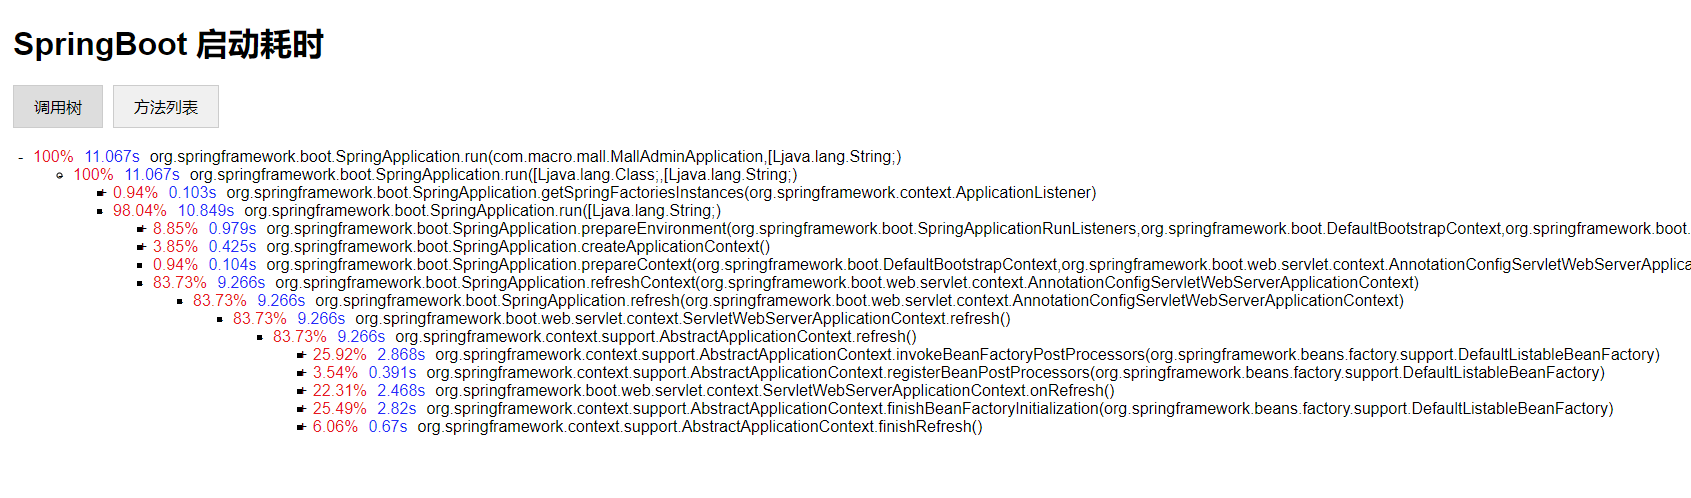 SpringBoot 启动耗时
调用树 方法列表
- 100% 11.067s org.springframework.boot.SpringApplication.run(com.macro.mall.MallAdminApplication,[Ljava.lang.String;)
100% 11.067s org.springframework.boot.SpringApplication.run([Ljava.lang.Class;,[Ljava.lang.String;)
+ 0.94% 0.103s org.springframework.boot.SpringApplication.getSpringFactoriesInstances(org.springframework.context.ApplicationListener)
98.04% 10.849s org.springframework.boot.SpringApplication.run([Ljava.lang.String;)
+ 8.85% 0.979s org.springframework.boot.SpringApplication.prepareEnvironment(org.springframework.boot.SpringApplicationRunListeners,org.springframework.boot.DefaultBootstrapContext,org.springframework.boot.
+ 3.85% 0.425s org.springframework.boot.SpringApplication.createApplicationContext()
0.94% 0.104s org.springframework.boot.SpringApplication.prepareContext(org.springframework.boot.DefaultBootstrapContext,org.springframework.boot.web.servlet.context.AnnotationConfigServletWebServerApplica
83.73% 9.266s org.springframework.boot.SpringApplication.refreshContext(org.springframework.boot.web.servlet.context.AnnotationConfigServletWebServerApplicationContext)
83.73% 9.266s org.springframework.boot.SpringApplication.refresh(org.springframework.boot.web.servlet.context.AnnotationConfigServletWebServerApplicationContext)
83.73% 9.266s org.springframework.boot.web.servlet.context.ServletWebServerApplicationContext.refresh()
83.73% 9.266s org.springframework.context.support.AbstractApplicationContext.refresh()
+ 25.92% 2.868s org.springframework.context.support.AbstractApplicationContext.invokeBeanFactoryPostProcessors(org.springframework.beans.factory.support.DefaultListableBeanFactory)
+ 3.54% 0.391s org.springframework.context.support.AbstractApplicationContext.registerBeanPostProcessors(org.springframework.beans.factory.support.DefaultListableBeanFactory)
+ 22.31% 2.468s org.springframework.boot.web.servlet.context.ServletWebServerApplicationContext.onRefresh()
+ 25.49% 2.82s org.springframework.context.support.AbstractApplicationContext.finishBeanFactoryInitialization(org.springframework.beans.factory.support.DefaultListableBeanFactory)
+ 6.06% 0.67s org.springframework.context.support.AbstractApplicationContext.finishRefresh()